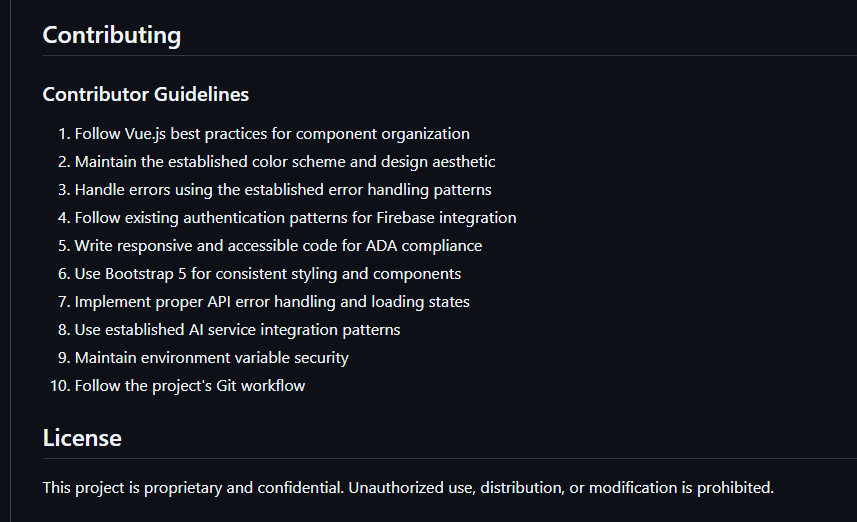 Contributing
Contributor Guidelines
1. Follow Vue.js best practices for component organization
2. Maintain the established color scheme and design aesthetic
3. Handle errors using the established error handling patterns
4. Follow existing authentication patterns for Firebase integration
5. Write responsive and accessible code for ADA compliance
6. Use Bootstrap 5 for consistent styling and components
7. Implement proper API error handling and loading states
8. Use established AI service integration patterns
9. Maintain environment variable security
10. Follow the project's Git workflow
License
This project is proprietary and confidential. Unauthorized use, distribution, or modification is prohibited.